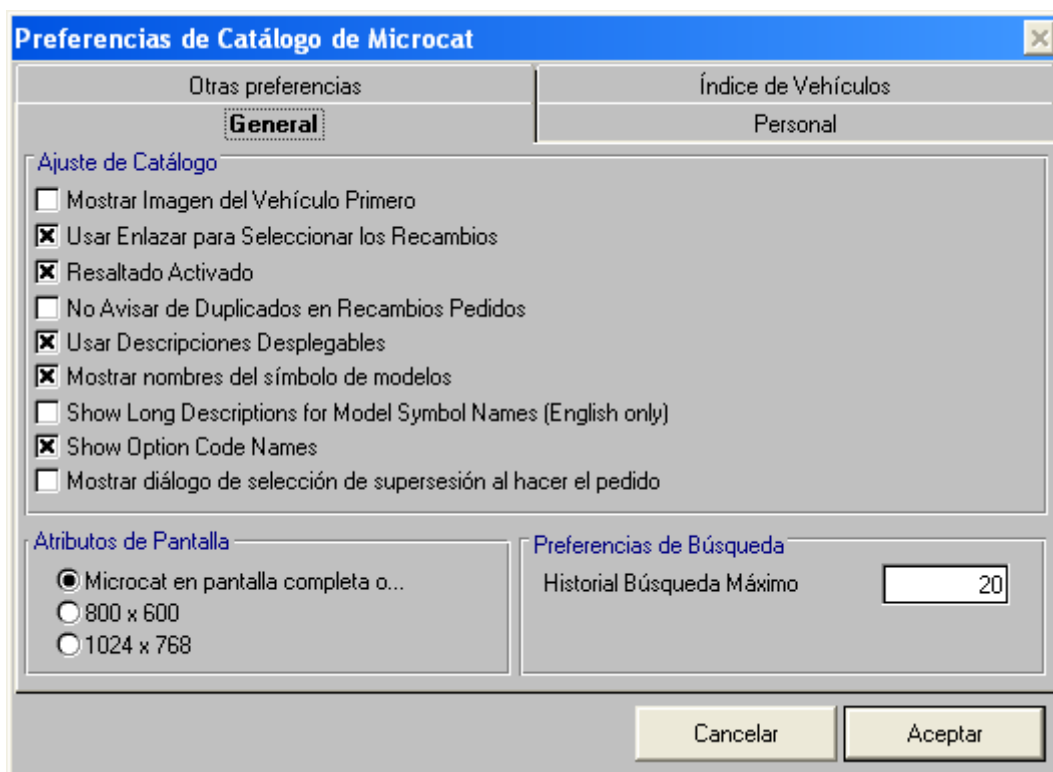 Preferencias de Catálogo de Microcat
Otras preferencias
Índice de Vehículos
General
Personal
Ajuste de Catálogo
Mostrar Imagen del Vehículo Primero
Usar Enlazar para Seleccionar los Recambios
Resaltado Activado
No Avisar de Duplicados en Recambios Pedidos
Usar Descripciones Desplegables
Mostrar nombres del símbolo de modelos
Show Long Descriptions for Model Symbol Names (English only)
Show Option Code Names
Mostrar diálogo de selección de supersesión al hacer el pedido
Atributos de Pantalla
Microcat en pantalla completa o...
800 x 600
1024 x 768
Preferencias de Búsqueda
Historial Búsqueda Máximo
20
Cancelar
Aceptar